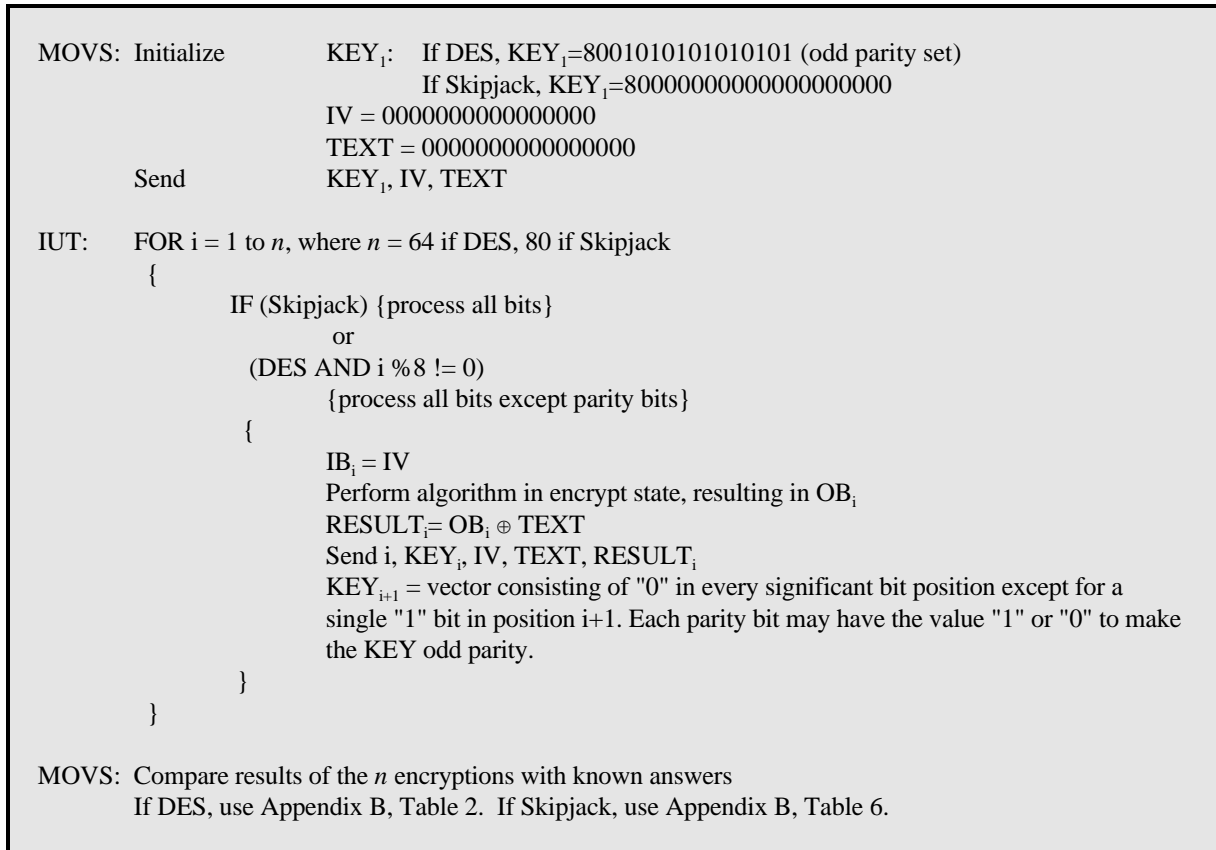 MOVS: Initialize KEY₁: If DES, KEY₁=8001010101010101 (odd parity set)
If Skipjack, KEY₁=80000000000000000000
IV = 0000000000000000
TEXT = 0000000000000000
Send KEY₁, IV, TEXT
IUT: FOR i = 1 to n, where n = 64 if DES, 80 if Skipjack
{
IF (Skipjack) {process all bits}
or
(DES AND i %8 != 0)
{process all bits except parity bits}
{
IBᵢ = IV
Perform algorithm in encrypt state, resulting in OBᵢ
RESULTᵢ= OBᵢ ⊕ TEXT
Send i, KEYᵢ, IV, TEXT, RESULTᵢ
KEYᵢ₊₁ = vector consisting of "0" in every significant bit position except for a
single "1" bit in position i+1. Each parity bit may have the value "1" or "0" to make
the KEY odd parity.
}
}
MOVS: Compare results of the n encryptions with known answers
If DES, use Appendix B, Table 2. If Skipjack, use Appendix B, Table 6.